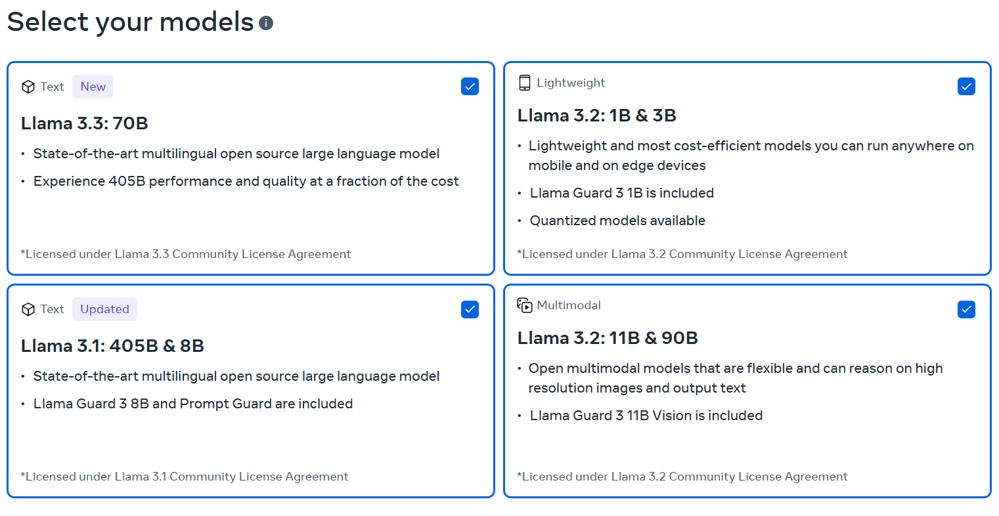 Select your models
Text New
Llama 3.3: 70B
• State-of-the-art multilingual open source large language model
• Experience 405B performance and quality at a fraction of the cost
*Licensed under Llama 3.3 Community License Agreement
Lightweight
Llama 3.2: 1B & 3B
• Lightweight and most cost-efficient models you can run anywhere on
mobile and on edge devices
• Llama Guard 3 1B is included
• Quantized models available
*Licensed under Llama 3.2 Community License Agreement
Text Updated
Llama 3.1: 405B & 8B
• State-of-the-art multilingual open source large language model
• Llama Guard 3 8B and Prompt Guard are included
*Licensed under Llama 3.1 Community License Agreement
Multimodal
Llama 3.2: 11B & 90B
• Open multimodal models that are flexible and can reason on high
resolution images and output text
• Llama Guard 3 11B Vision is included
*Licensed under Llama 3.2 Community License Agreement